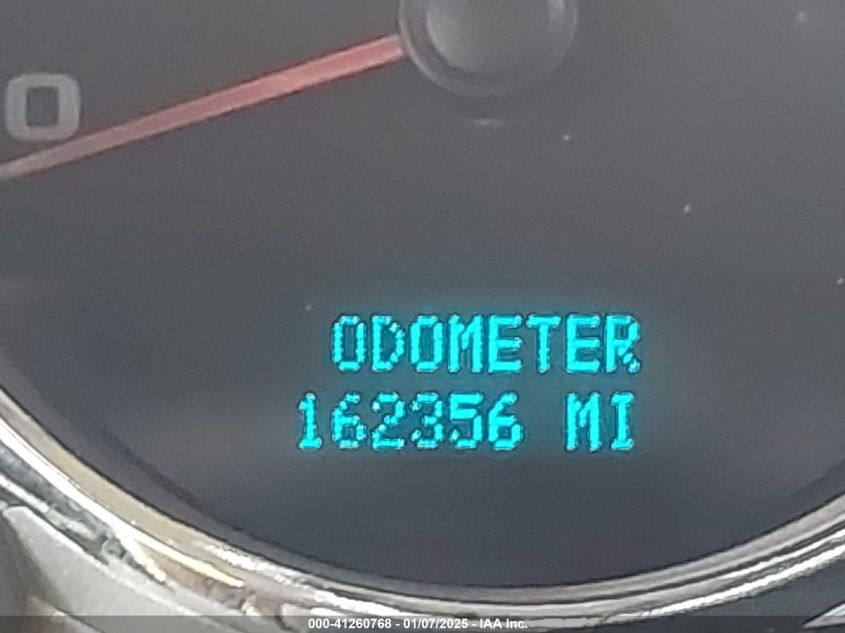 0
ODOMETER
162356 MI
000-41260768 - 01/07/2025 - IAA Inc.